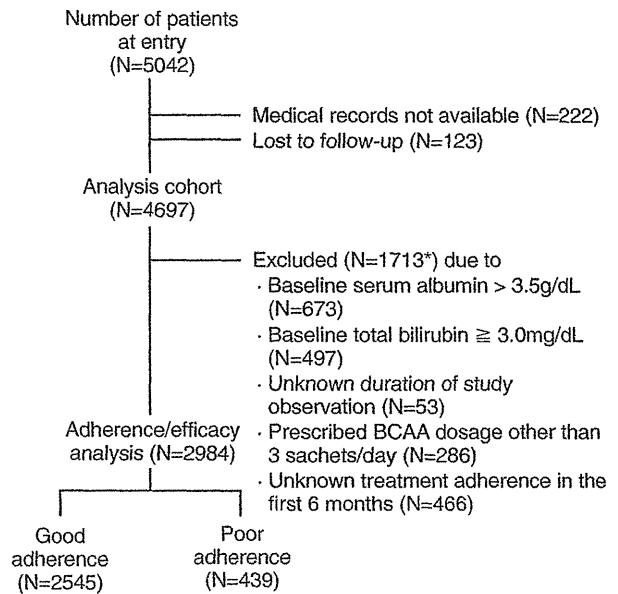 Number of patients
at entry
(N=5042)
Medical records not available (N=222)
Lost to follow-up (N=123)
Analysis cohort
(N=4697)
Excluded (N=1713*) due to
· Baseline serum albumin > 3.5g/dL
(N=673)
· Baseline total bilirubin ≧ 3.0mg/dL
(N=497)
· Unknown duration of study
observation (N=53)
· Prescribed BCAA dosage other than
3 sachets/day (N=286)
· Unknown treatment adherence in the
first 6 months (N=466)
Adherence/efficacy
analysis (N=2984)
Good
adherence
(N=2545)
Poor
adherence
(N=439)